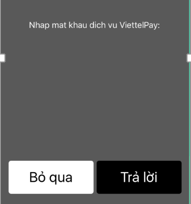 Nhap mat khau dich vu ViettelPay:
Bỏ qua
Trả lời